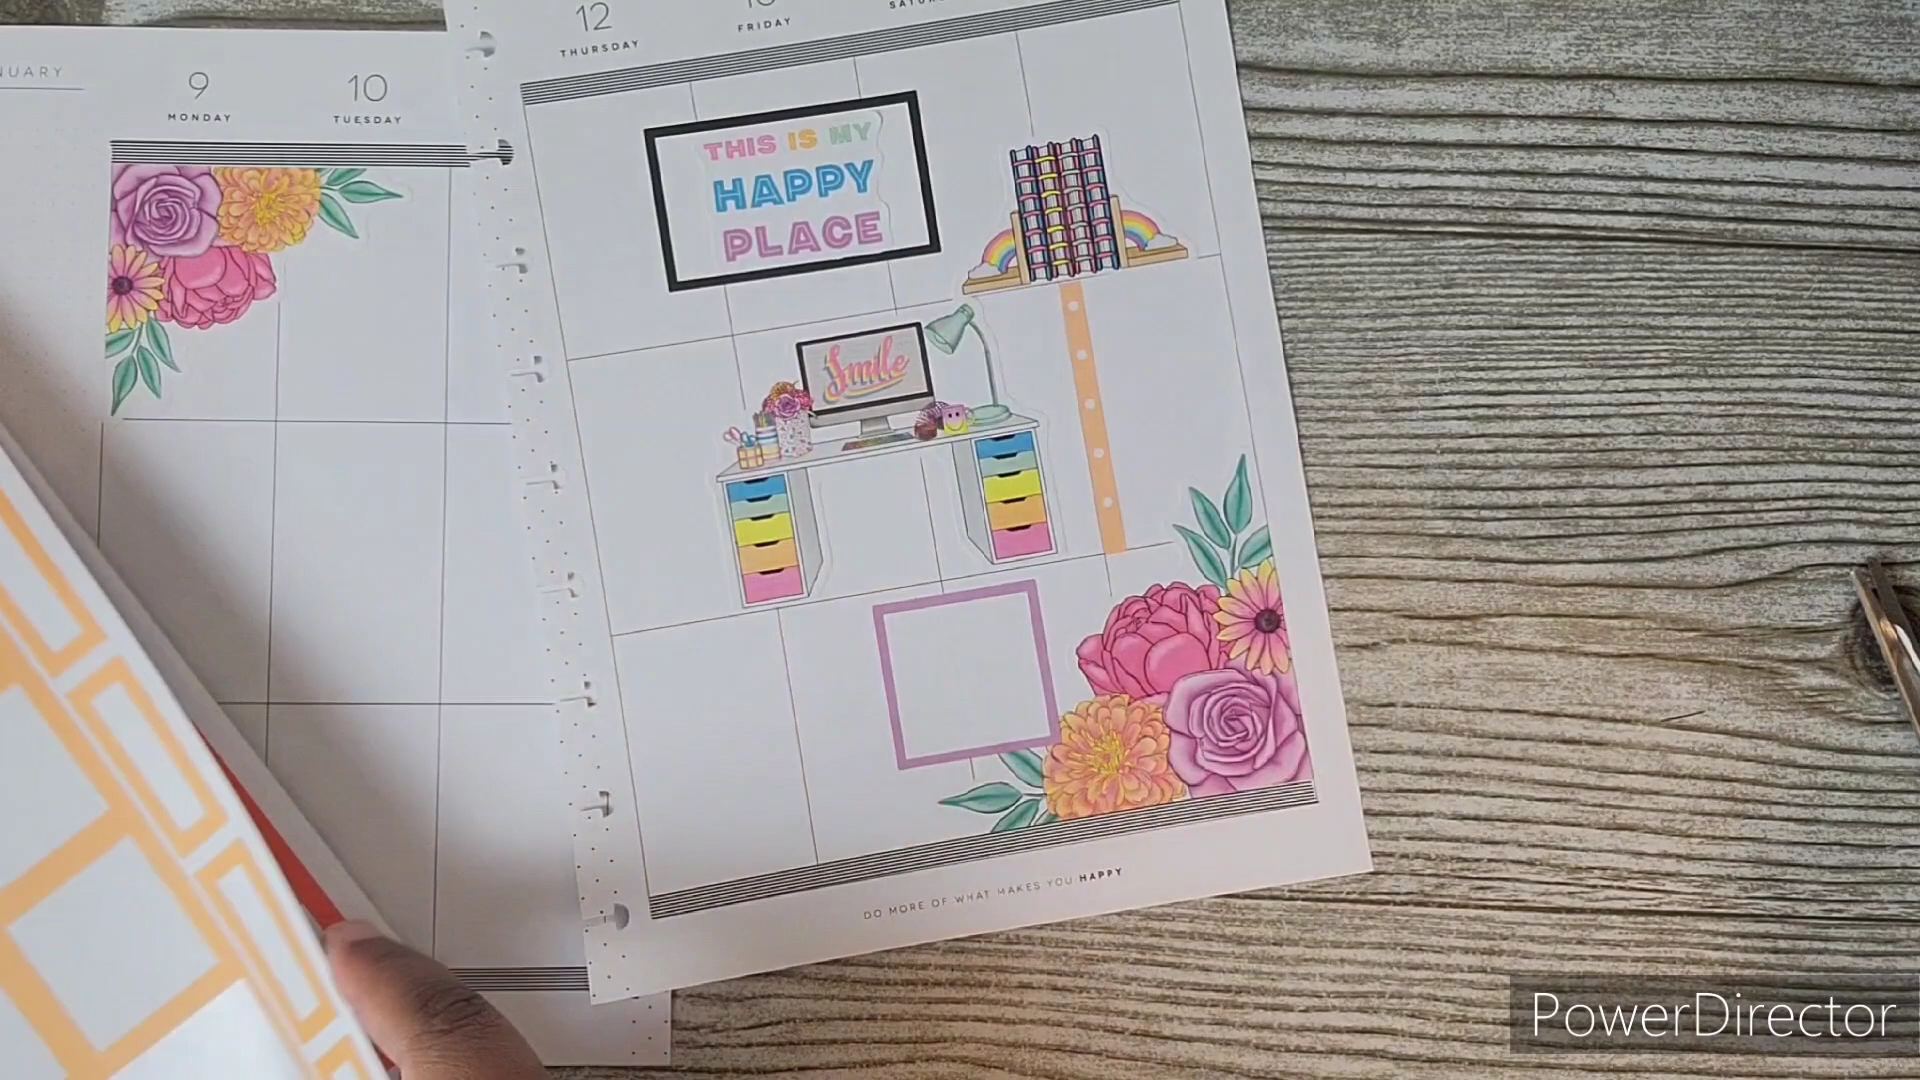 9
MONDAY
10
TUESDAY
12
THURSDAY
FRIDAY
THIS IS MY
HAPPY
PLACE
Smile
DO MORE OF WHAT MAKES YOU HAPPY
PowerDirector